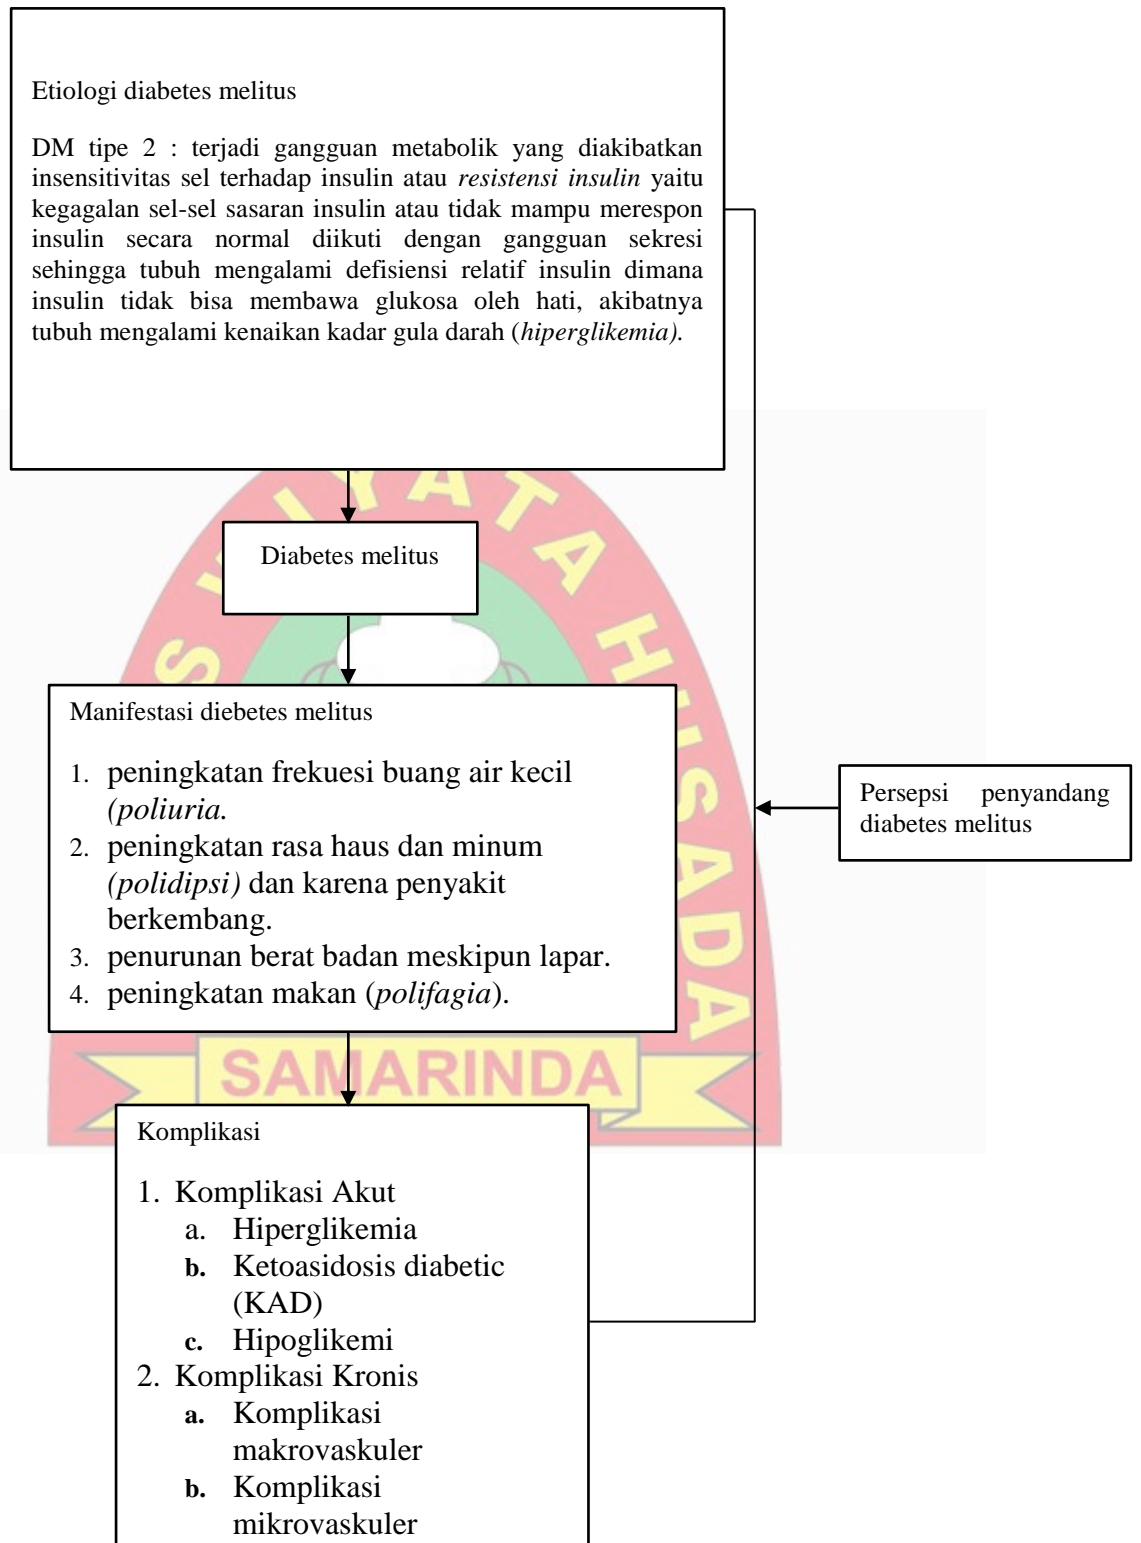 Etiologi diabetes melitus
DM tipe 2 : terjadi gangguan metabolik yang diakibatkan
insensitivitas sel terhadap insulin atau resistensi insulin yaitu
kegagalan sel-sel sasaran insulin atau tidak mampu merespon
insulin secara normal diikuti dengan gangguan sekresi
sehingga tubuh mengalami defisiensi relatif insulin dimana
insulin tidak bisa membawa glukosa oleh hati, akibatnya
tubuh mengalami kenaikan kadar gula darah (hiperglikemia).
Diabetes melitus
Manifestasi diebetes melitus
1. peningkatan frekuesi buang air kecil
(poliuria.
2. peningkatan rasa haus dan minum
(polidipsi) dan karena penyakit
berkembang.
3. penurunan berat badan meskipun lapar.
4. peningkatan makan (polifagia).
Persepsi penyandang
diabetes melitus
Komplikasi
1. Komplikasi Akut
a. Hiperglikemia
b. Ketoasidosis diabetic
(KAD)
c. Hipoglikemi
2. Komplikasi Kronis
a. Komplikasi
makrovaskuler
b. Komplikasi
mikrovaskuler
YATA HUSADA
SAMARINDA